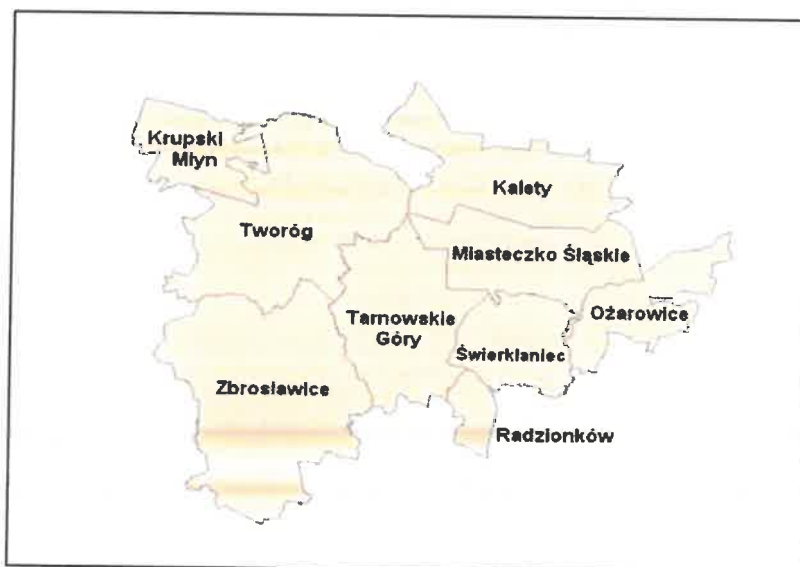 Krupski
Młyn
Kalety
Tworóg
Miasteczko Śląskie
Ożarowice
Tarnowskie
Góry
Świerklaniec
Zbrosławice
Radzionków